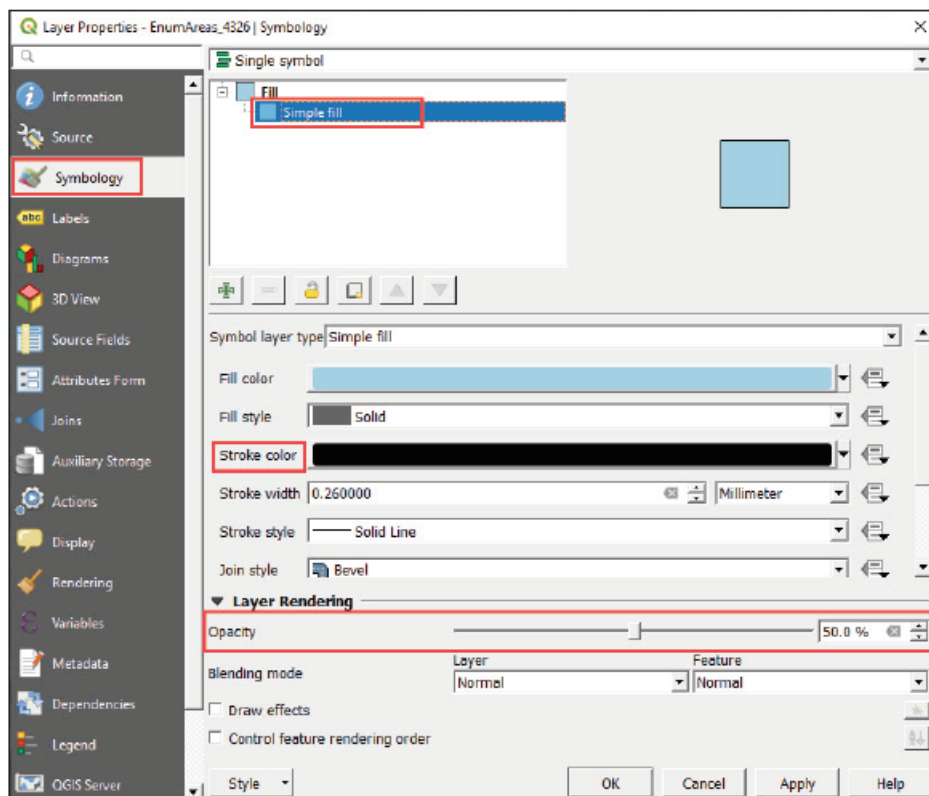 Layer Properties - EnumAreas_4326 | Symbology
Single symbol
Information
Source
Symbology
Labels
Diagrams
3D View
Source Fields
Attributes Form
Joins
Auxiliary Storage
Actions
Display
Rendering
Variables
Metadata
Dependencies
Legend
QGIS Server
Fill
Simple fill
Symbol layer type Simple fill
Fill color
Fill style Solid
Stroke color
Stroke width 0.260000 Millimeter
Stroke style Solid Line
Join style Bevel
Layer Rendering
Opacity 50.0 %
Layer Feature
Blending mode Normal Normal
Draw effects
Control feature rendering order
Style OK Cancel Apply Help